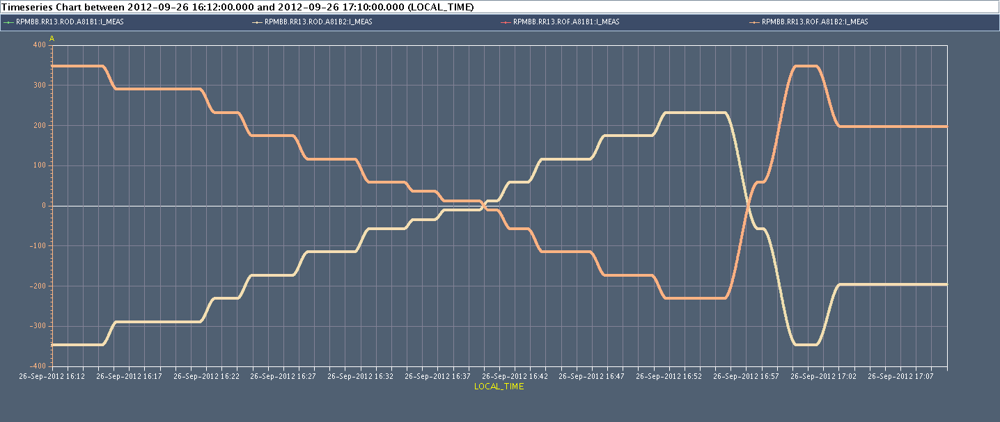 Timeseries Chart between 2012-09-26 16:12:00.000 and 2012-09-26 17:10:00.000 (LOCAL_TIME)
RPMBB.RR13.ROD.A81B1:I_MEAS RPMBB.RR13.ROD.A81B2:I_MEAS RPMBB.RR13.ROF.A81B1:I_MEAS RPMBB.RR13.ROF.A81B2:I_MEAS
A
400
300
200
100
0
-100
-200
-300
-400
26-Sep-2012 16:12 26-Sep-2012 16:17 26-Sep-2012 16:22 26-Sep-2012 16:27 26-Sep-2012 16:32 26-Sep-2012 16:37 26-Sep-2012 16:42 26-Sep-2012 16:47 26-Sep-2012 16:52 26-Sep-2012 16:57 26-Sep-2012 17:02 26-Sep-2012 17:07
LOCAL_TIME